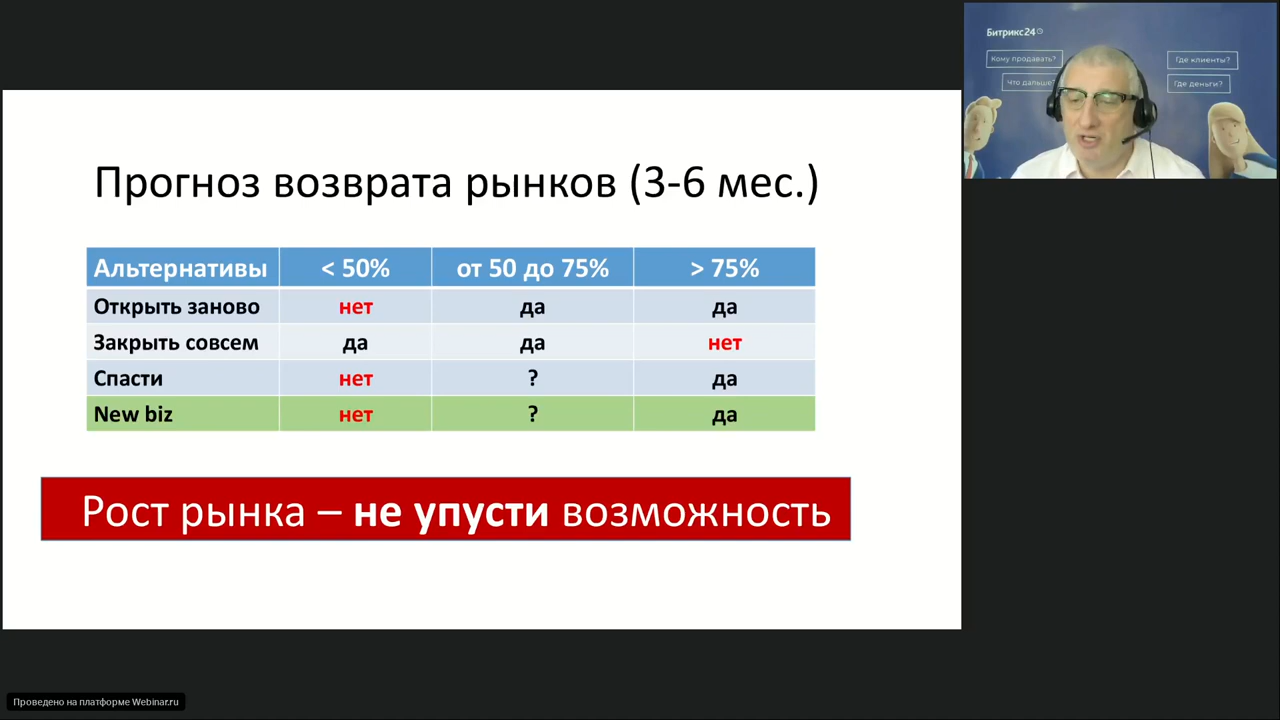 Битрикс24
Кому продавать?
Где клиенты?
Что дальше?
Где деньги?
Прогноз возврата рынков (3-6 мес.)
Альтернативы < 50% от 50 до 75% > 75%
Открыть заново нет да да
Закрыть совсем да да нет
Спасти нет ? да
New biz нет ? да
Рост рынка – не упусти возможность
Проведено на платформе Webinar.ru